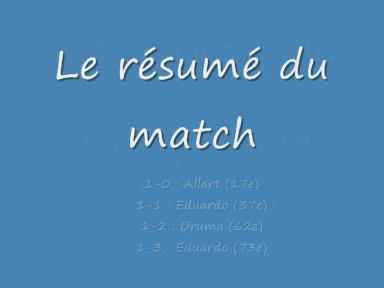 Le résumé du
match
1-0 : Allart (17e)
1-1 : Eduardo (37e)
1-2 : Oruma (62e)
1-3 : Eduardo (73e)